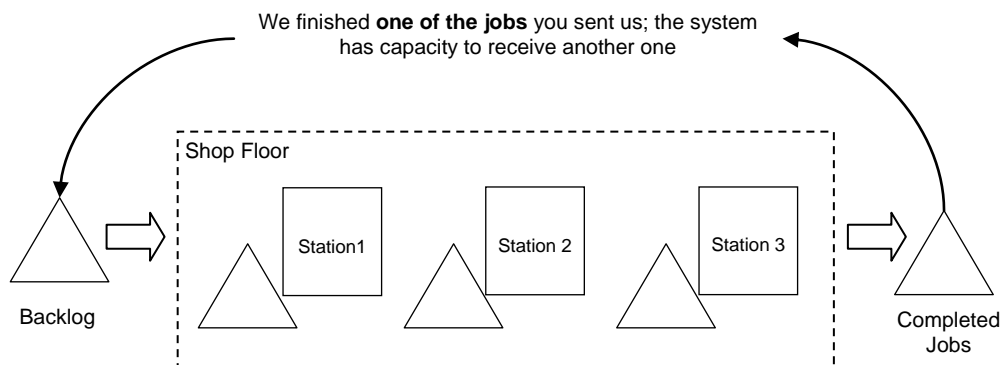 We finished one of the jobs you sent us; the system
has capacity to receive another one
Shop Floor
Station1
Station 2
Station 3
Backlog
Completed
Jobs